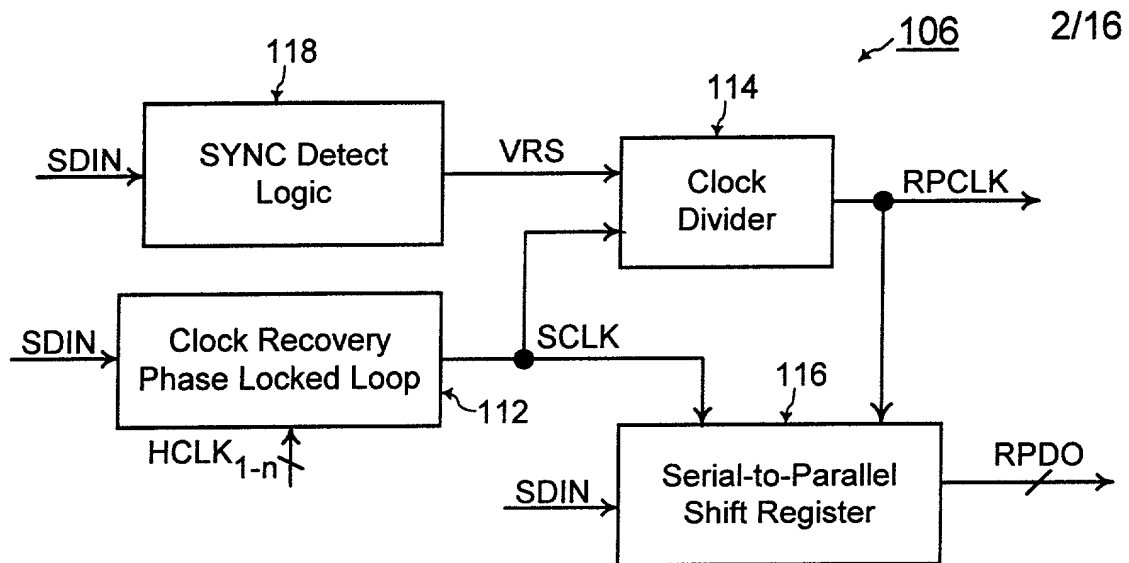 106
2/16
118
114
SDIN
SYNC Detect
Logic
VRS
Clock
Divider
RPCLK
SDIN
Clock Recovery
Phase Locked Loop
SCLK
112
116
HCLK1-n
SDIN
Serial-to-Parallel
Shift Register
RPDO